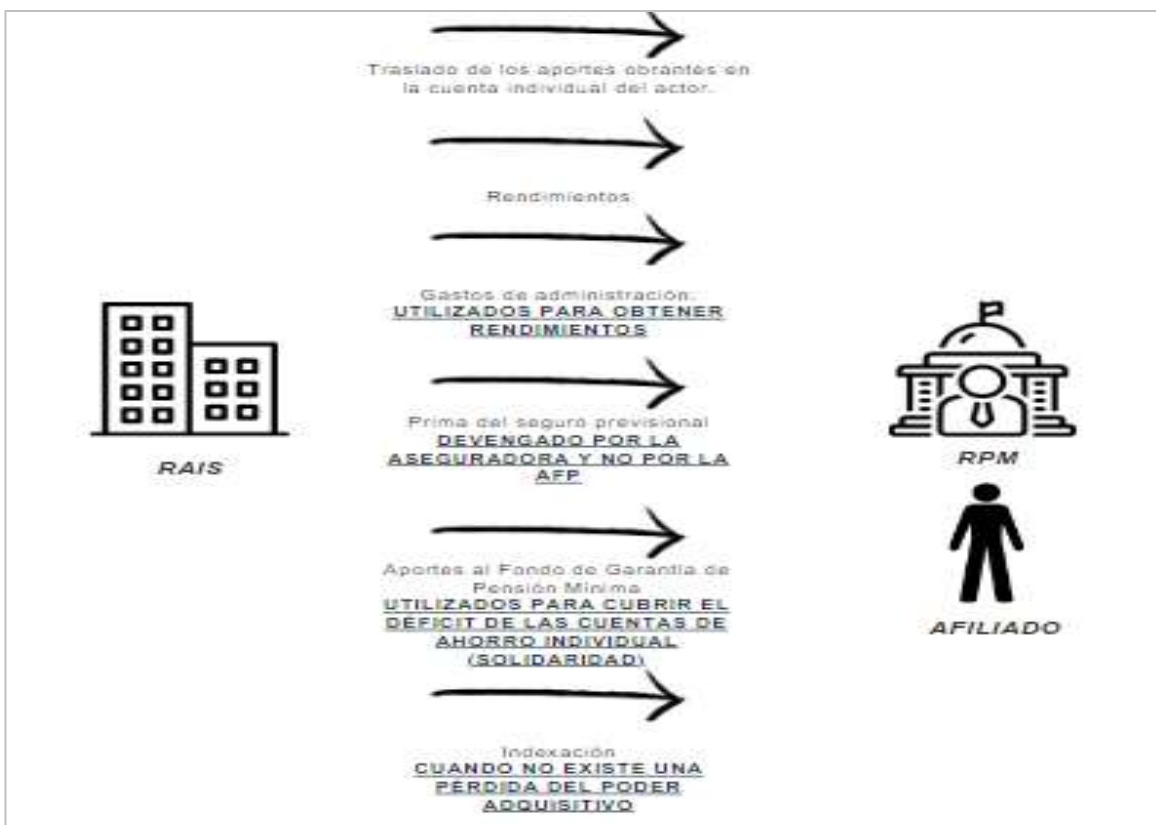 Traslado de los aportes obrantes en
la cuenta individual del actor.
Rendimientos
Gastos de administración:
UTILIZADOS PARA OBTENER
RENDIMIENTOS
Prima del seguro previsional
DEVENGADO POR LA
ASEGURADORA Y NO POR LA
AFP
Aportes al Fondo de Garantía de
Pensión Mínima
UTILIZADOS PARA CUBRIR EL
DÉFICIT DE LAS CUENTAS DE
AHORRO INDIVIDUAL
(SOLIDARIDAD)
Indexación
CUANDO NO EXISTE UNA
PÉRDIDA DEL PODER
ADQUISITIVO
RAIS
RPM
AFILIADO